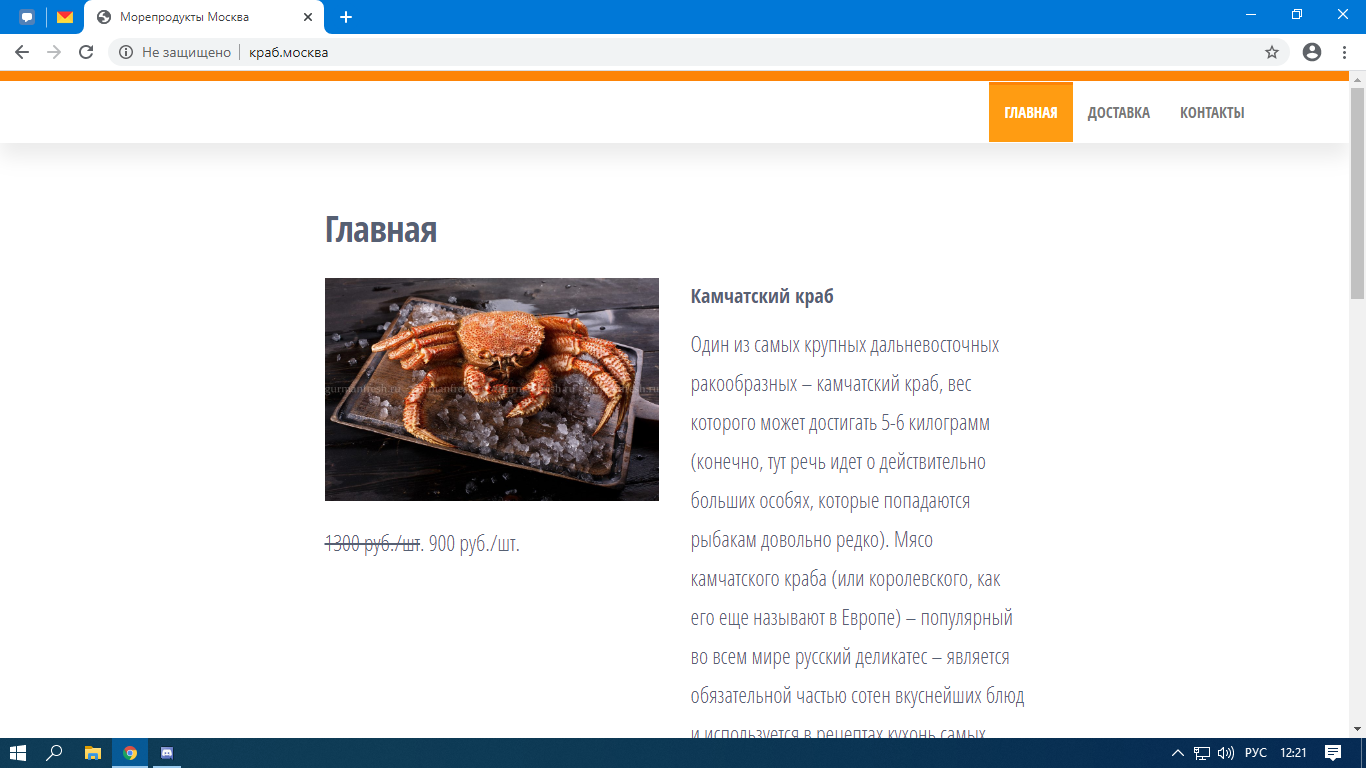 Морепродукты Москва
Не защищено
краб.москва
ГЛАВНАЯ
ДОСТАВКА
КОНТАКТЫ
Главная
gurmanfresh.ru
1300 руб./шт. 900 руб./шт.
Камчатский краб
Один из самых крупных дальневосточных
ракообразных – камчатский краб, вес
которого может достигать 5-6 килограмм
(конечно, тут речь идет о действительно
больших особях, которые попадаются
рыбакам довольно редко). Мясо
камчатского краба (или королевского, как
его еще называют в Европе) – популярный
во всем мире русский деликатес – является
обязательной частью сотен вкуснейших блюд
и используется в рецептах кухонь самых
РУС
12:21